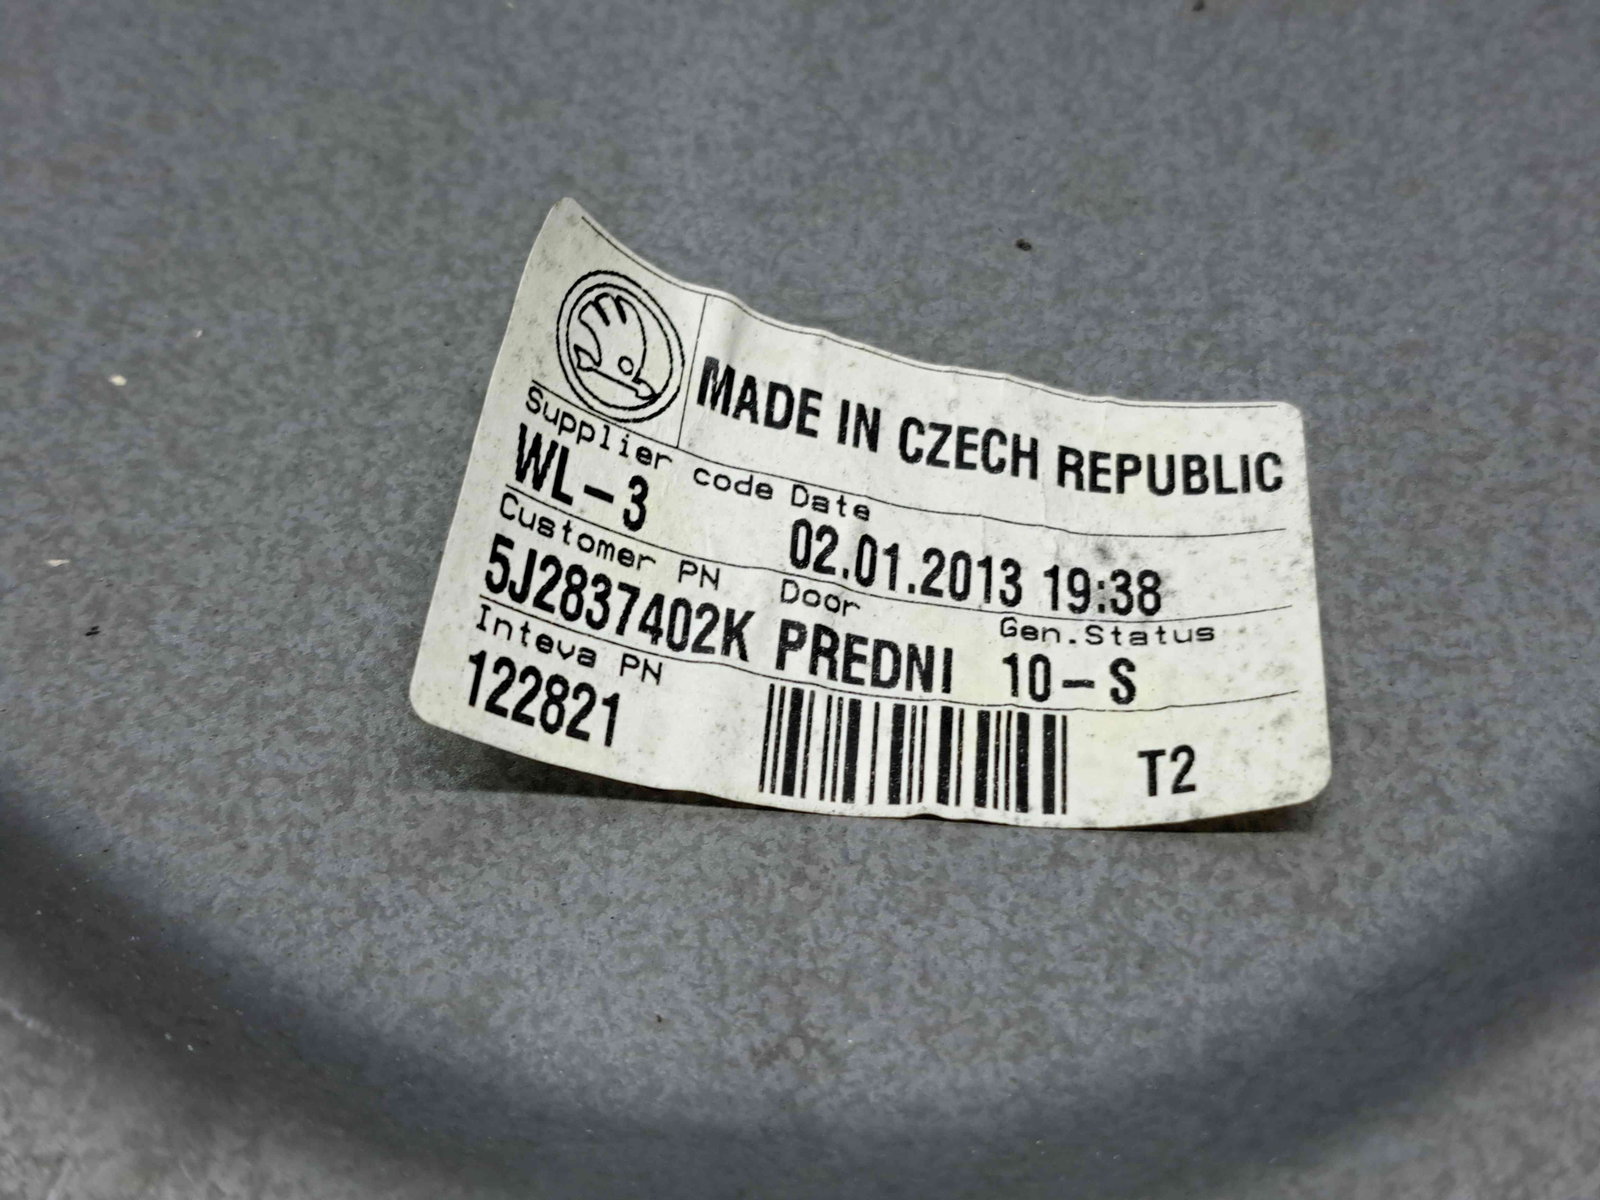 MADE IN CZECH REPUBLIC
Supplier code Date
WL-3 02.01.2013 19:38
Customer PN Door Gen.Status
5J2837402K PREDNI 10-S
Inteva PN
122821 T2